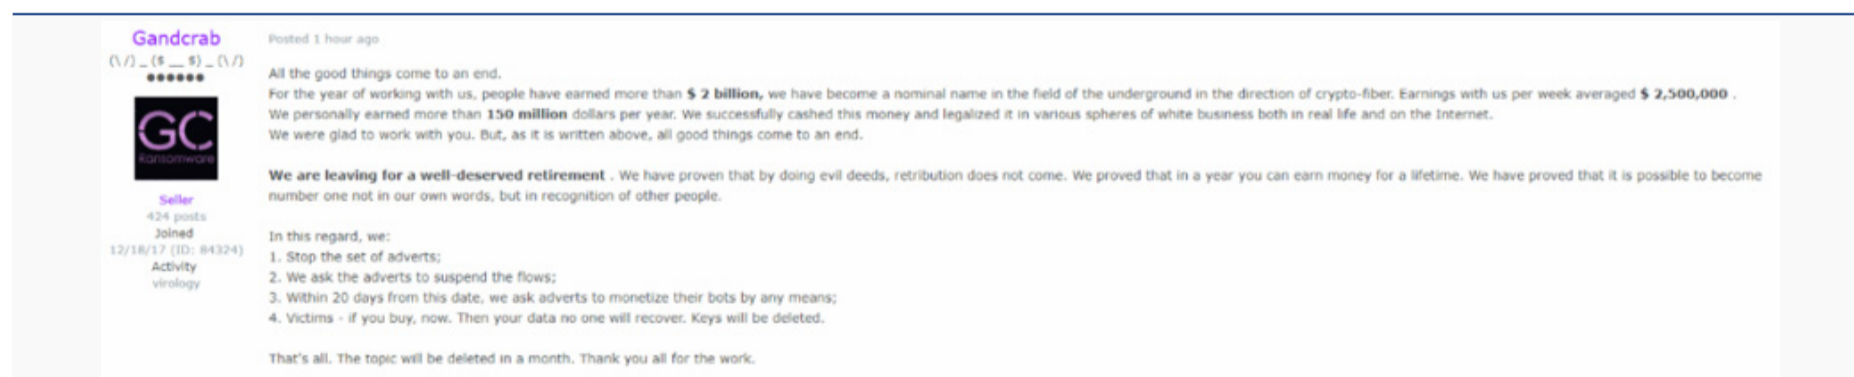 Gandcrab
(\/)_($__$)_(\/)
●●●●●●
GC
Ransomware
Seller
424 posts
Joined
12/18/17 (ID: 84324)
Activity
virology
Posted 1 hour ago
All the good things come to an end.
For the year of working with us, people have earned more than $ 2 billion, we have become a nominal name in the field of the underground in the direction of crypto-fiber. Earnings with us per week averaged $ 2,500,000 .
We personally earned more than 150 million dollars per year. We successfully cashed this money and legalized it in various spheres of white business both in real life and on the Internet.
We were glad to work with you. But, as it is written above, all good things come to an end.
We are leaving for a well-deserved retirement . We have proven that by doing evil deeds, retribution does not come. We proved that in a year you can earn money for a lifetime. We have proved that it is possible to become
number one not in our own words, but in recognition of other people.
In this regard, we:
1. Stop the set of adverts;
2. We ask the adverts to suspend the flows;
3. Within 20 days from this date, we ask adverts to monetize their bots by any means;
4. Victims - if you buy, now. Then your data no one will recover. Keys will be deleted.
That's all. The topic will be deleted in a month. Thank you all for the work.